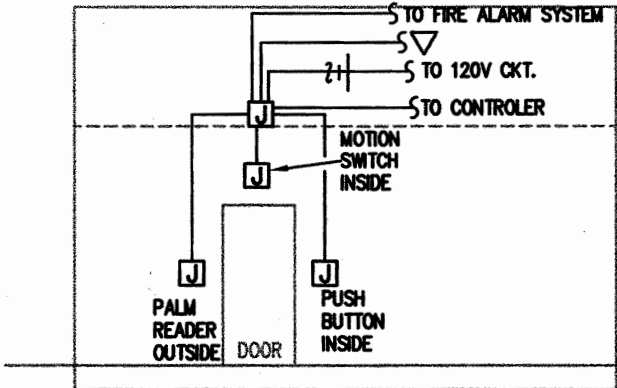 TO FIRE ALARM SYSTEM
TO 120V CKT.
J
TO CONTROLER
MOTION
SWITCH
INSIDE
J
J
J
PALM
READER
OUTSIDE
DOOR
PUSH
BUTTON
INSIDE